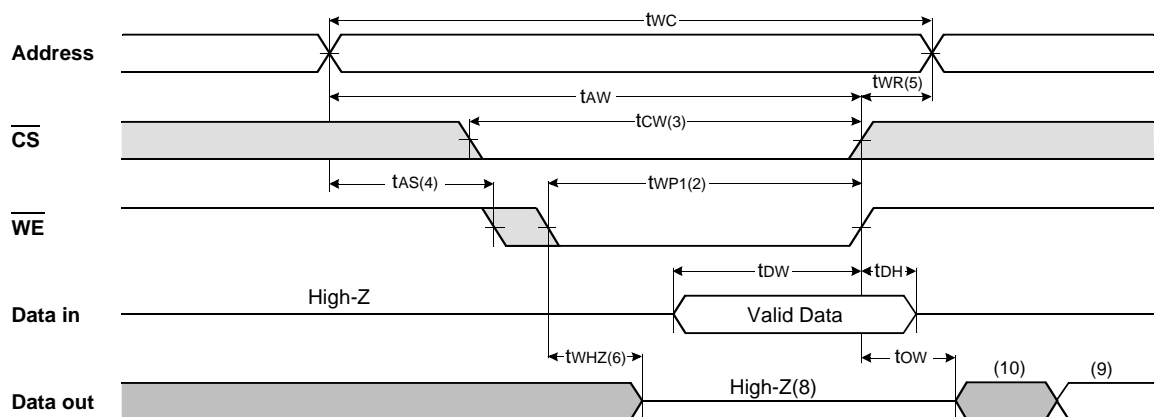 tWC
Address
tWR(5)
tAW
tCW(3)
CS
tAS(4)
tWP1(2)
WE
tDW
tDH
High-Z
Data in
Valid Data
tWHZ(6)
tOW
High-Z(8)
(10)
(9)
Data out